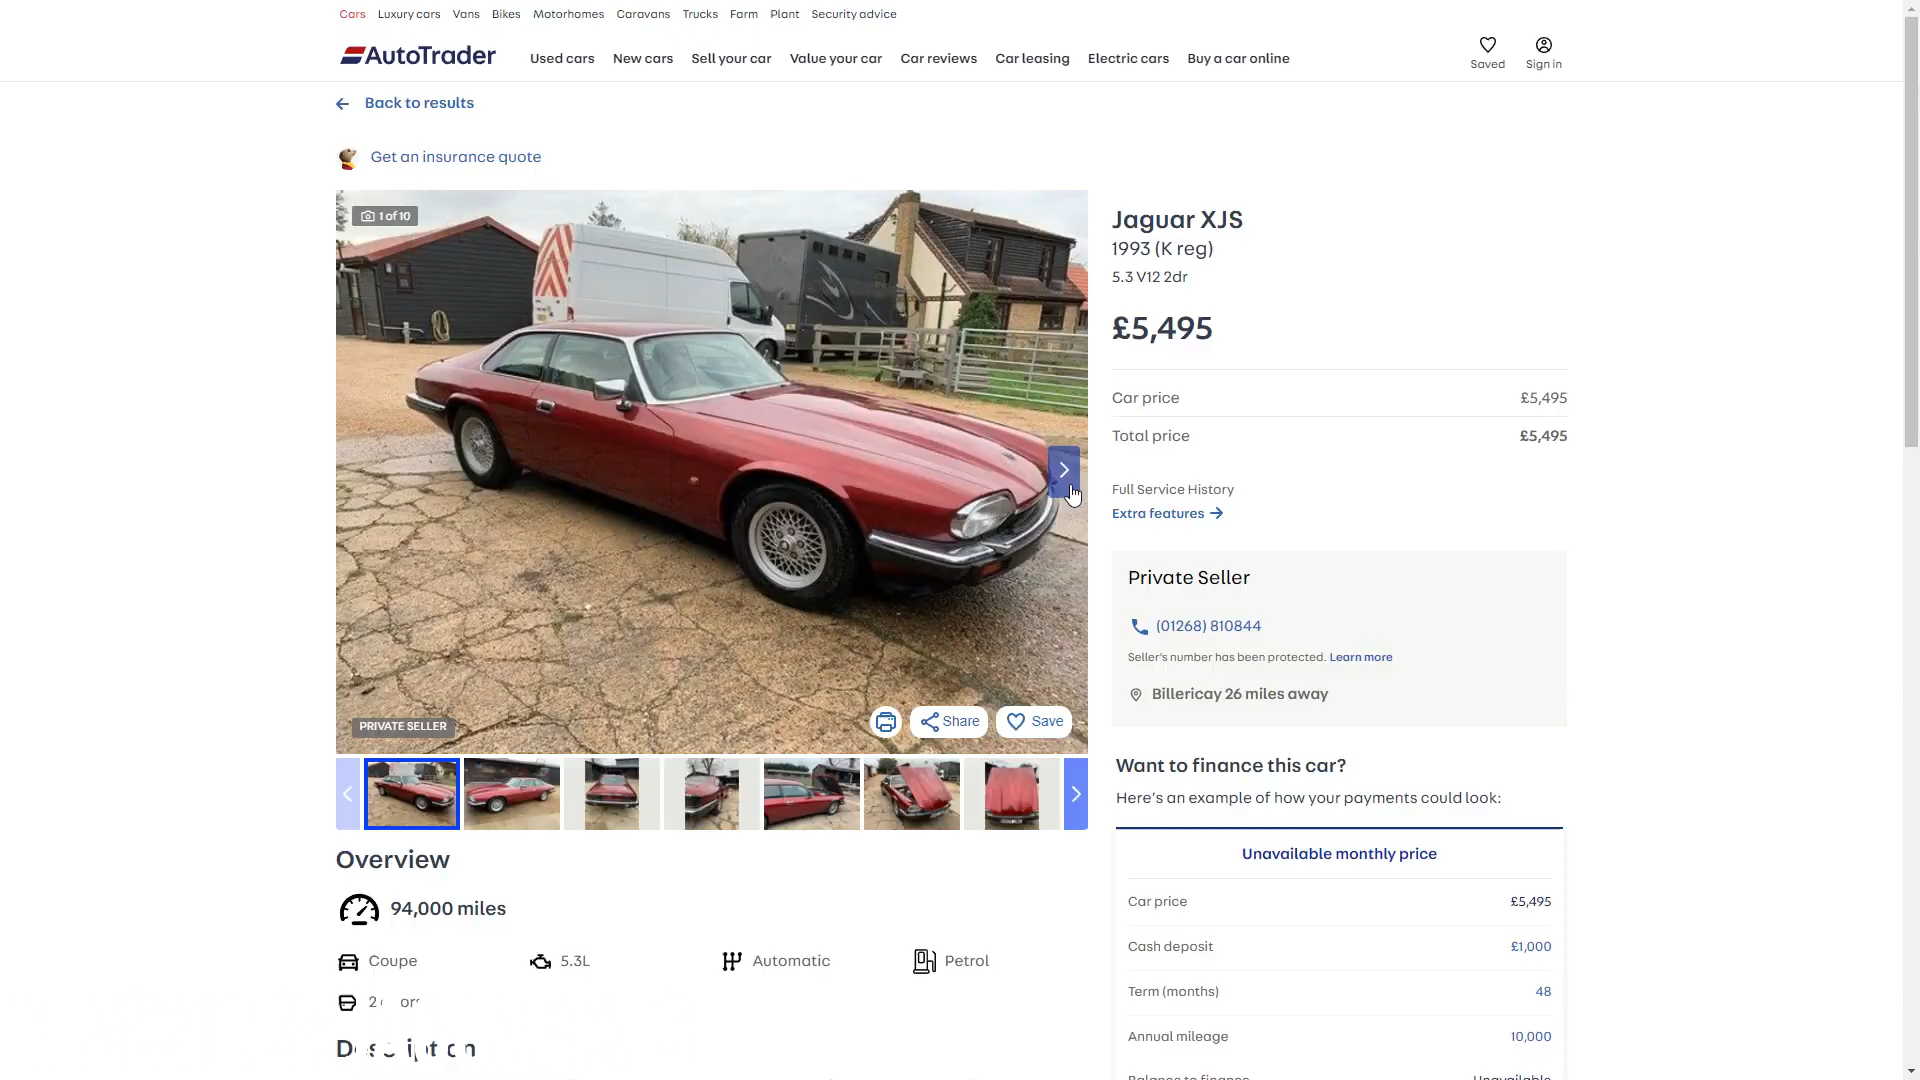 Cars Luxury cars Vans Bikes Motorhomes Caravans Trucks Farm Plant Security advice
AutoTrader Used cars New cars Sell your car Value your car Car reviews Car leasing Electric cars Buy a car online
Saved Sign in
Back to results
Get an insurance quote
1 of 10
PRIVATE SELLER
Share Save
Jaguar XJS
1993 (K reg)
5.3 V12 2dr
£5,495
Car price £5,495
Total price £5,495
Full Service History
Extra features
Private Seller
(01268) 810844
Seller's number has been protected. Learn more
Billericay 26 miles away
Want to finance this car?
Here's an example of how your payments could look:
Unavailable monthly price
Car price £5,495
Cash deposit £1,000
Term (months) 48
Annual mileage 10,000
Overview
94,000 miles
Coupe 5.3L Automatic Petrol
2